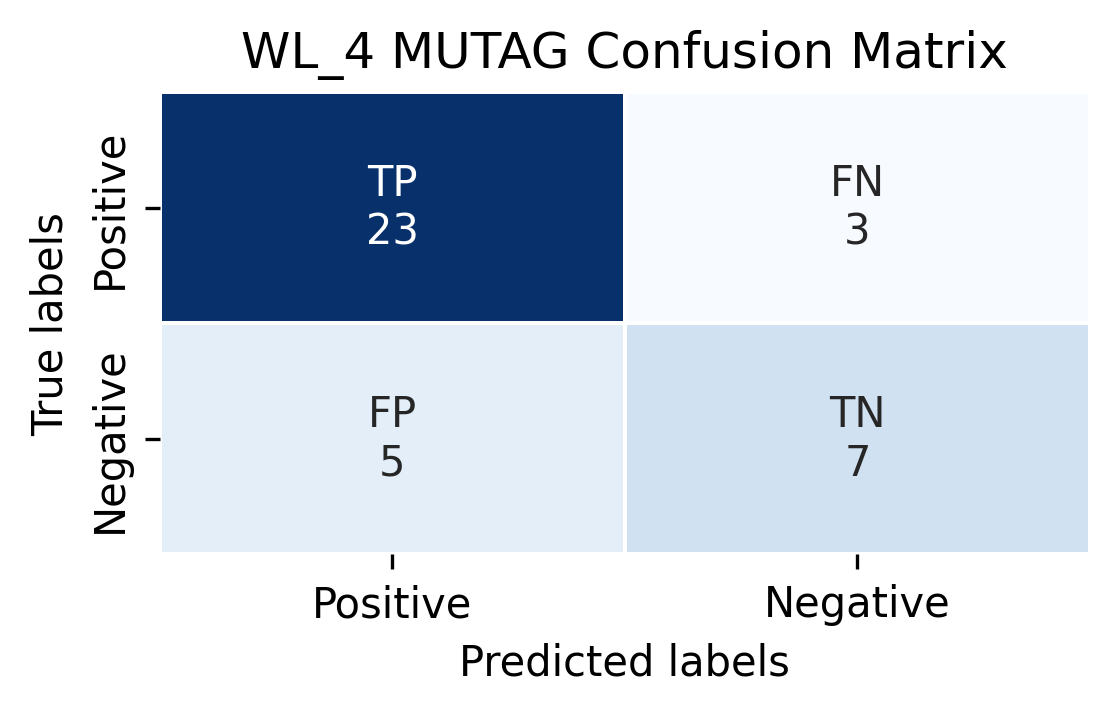 WL_4 MUTAG Confusion Matrix
True labels
Positive
Negative
TP
23
FN
3
FP
5
TN
7
Positive
Negative
Predicted labels